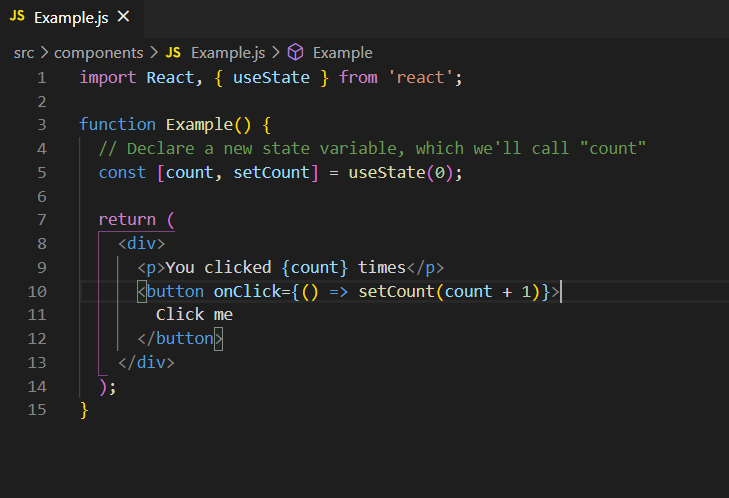 JS Example.js ×
src > components > JS Example.js > Example
1 import React, { useState } from 'react';
2
3 function Example() {
4   // Declare a new state variable, which we'll call "count"
5   const [count, setCount] = useState(0);
6
7   return (
8     <div>
9       <p>You clicked {count} times</p>
10       <button onClick={() => setCount(count + 1)}>
11         Click me
12       </button>
13     </div>
14   );
15 }